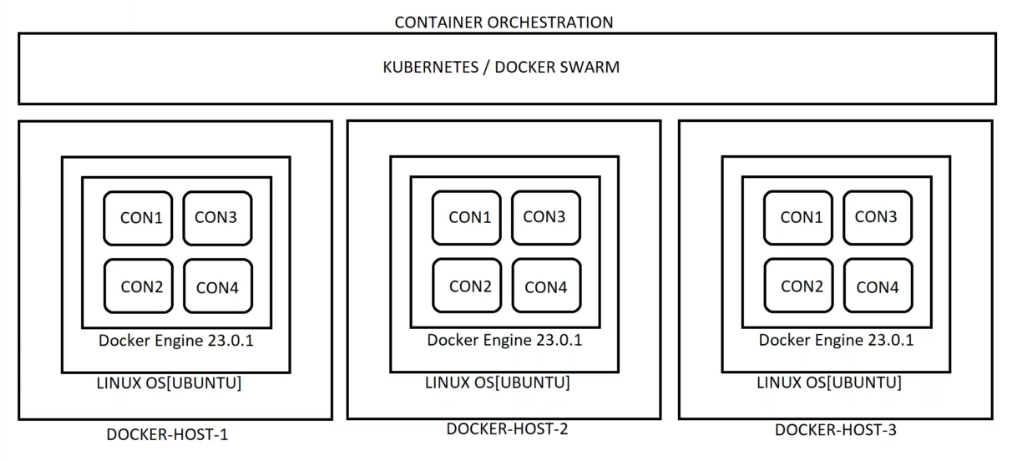 CONTAINER ORCHESTRATION
KUBERNETES / DOCKER SWARM
CON1 CON3
CON2 CON4
Docker Engine 23.0.1
LINUX OS[UBUNTU]
DOCKER-HOST-1
CON1 CON3
CON2 CON4
Docker Engine 23.0.1
LINUX OS[UBUNTU]
DOCKER-HOST-2
CON1 CON3
CON2 CON4
Docker Engine 23.0.1
LINUX OS[UBUNTU]
DOCKER-HOST-3